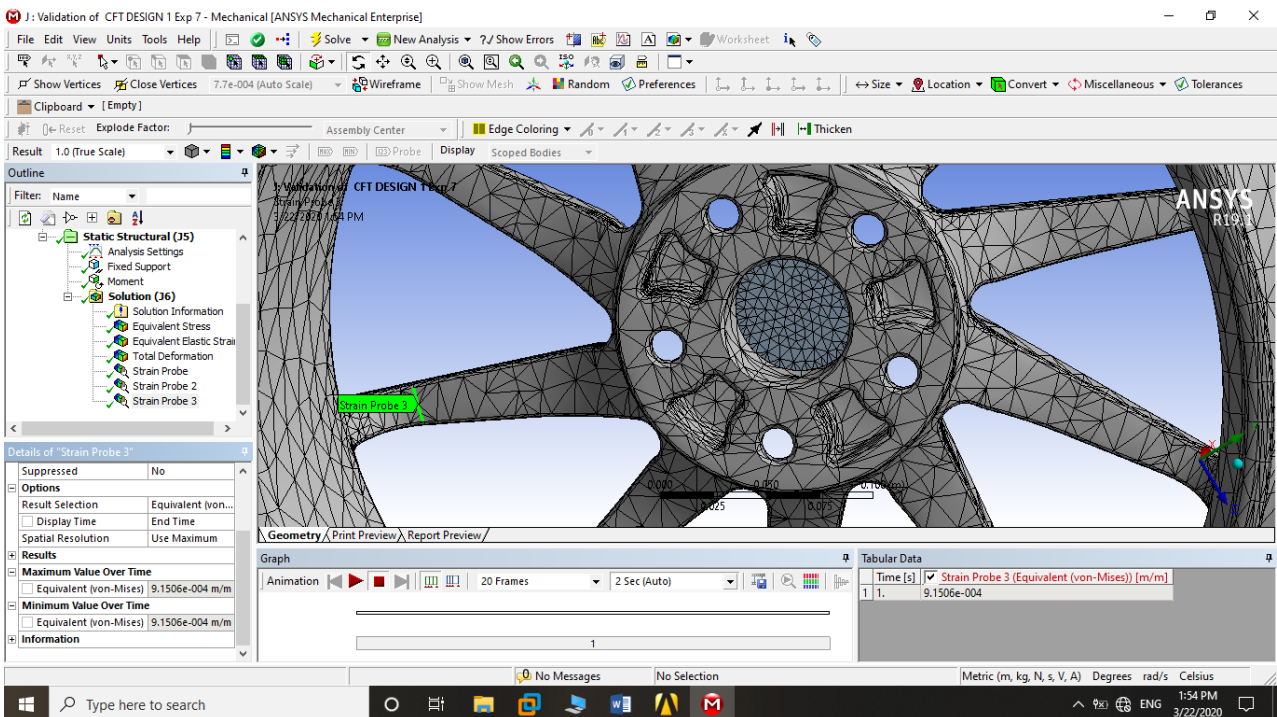 J : Validation of CFT DESIGN 1 Exp 7 - Mechanical [ANSYS Mechanical Enterprise]
File Edit View Units Tools Help Solve New Analysis ?/ Show Errors Worksheet
Show Vertices Close Vertices 7.7e-004 (Auto Scale) Wireframe Show Mesh Random Preferences Size Location Convert Miscellaneous Tolerances
Clipboard [ Empty ]
Reset Explode Factor: Assembly Center Edge Coloring Thicken
Result 1.0 (True Scale) Probe Display Scoped Bodies
Outline
Filter: Name
Static Structural (J5)
Analysis Settings
Fixed Support
Moment
Solution (J6)
Solution Information
Equivalent Stress
Equivalent Elastic Strai
Total Deformation
Strain Probe
Strain Probe 2
Strain Probe 3
Details of "Strain Probe 3"
Suppressed No
Options
Result Selection Equivalent (von...
Display Time End Time
Spatial Resolution Use Maximum
Results
Maximum Value Over Time
Equivalent (von-Mises) 9.1506e-004 m/m
Minimum Value Over Time
Equivalent (von-Mises) 9.1506e-004 m/m
Information
J: Validation of CFT DESIGN 1 Exp 7
Strain Probe 3
3/22/2020 1:54 PM
ANSYS
R19.1
Strain Probe 3
0.000 0.050 0.100 (m)
0.025 0.075
Geometry Print Preview Report Preview
Graph
Animation 20 Frames 2 Sec (Auto)
1
Tabular Data
Time [s] Strain Probe 3 (Equivalent (von-Mises)) [m/m]
1 1. 9.1506e-004
No Messages No Selection Metric (m, kg, N, s, V, A) Degrees rad/s Celsius
Type here to search ENG 1:54 PM
3/22/2020